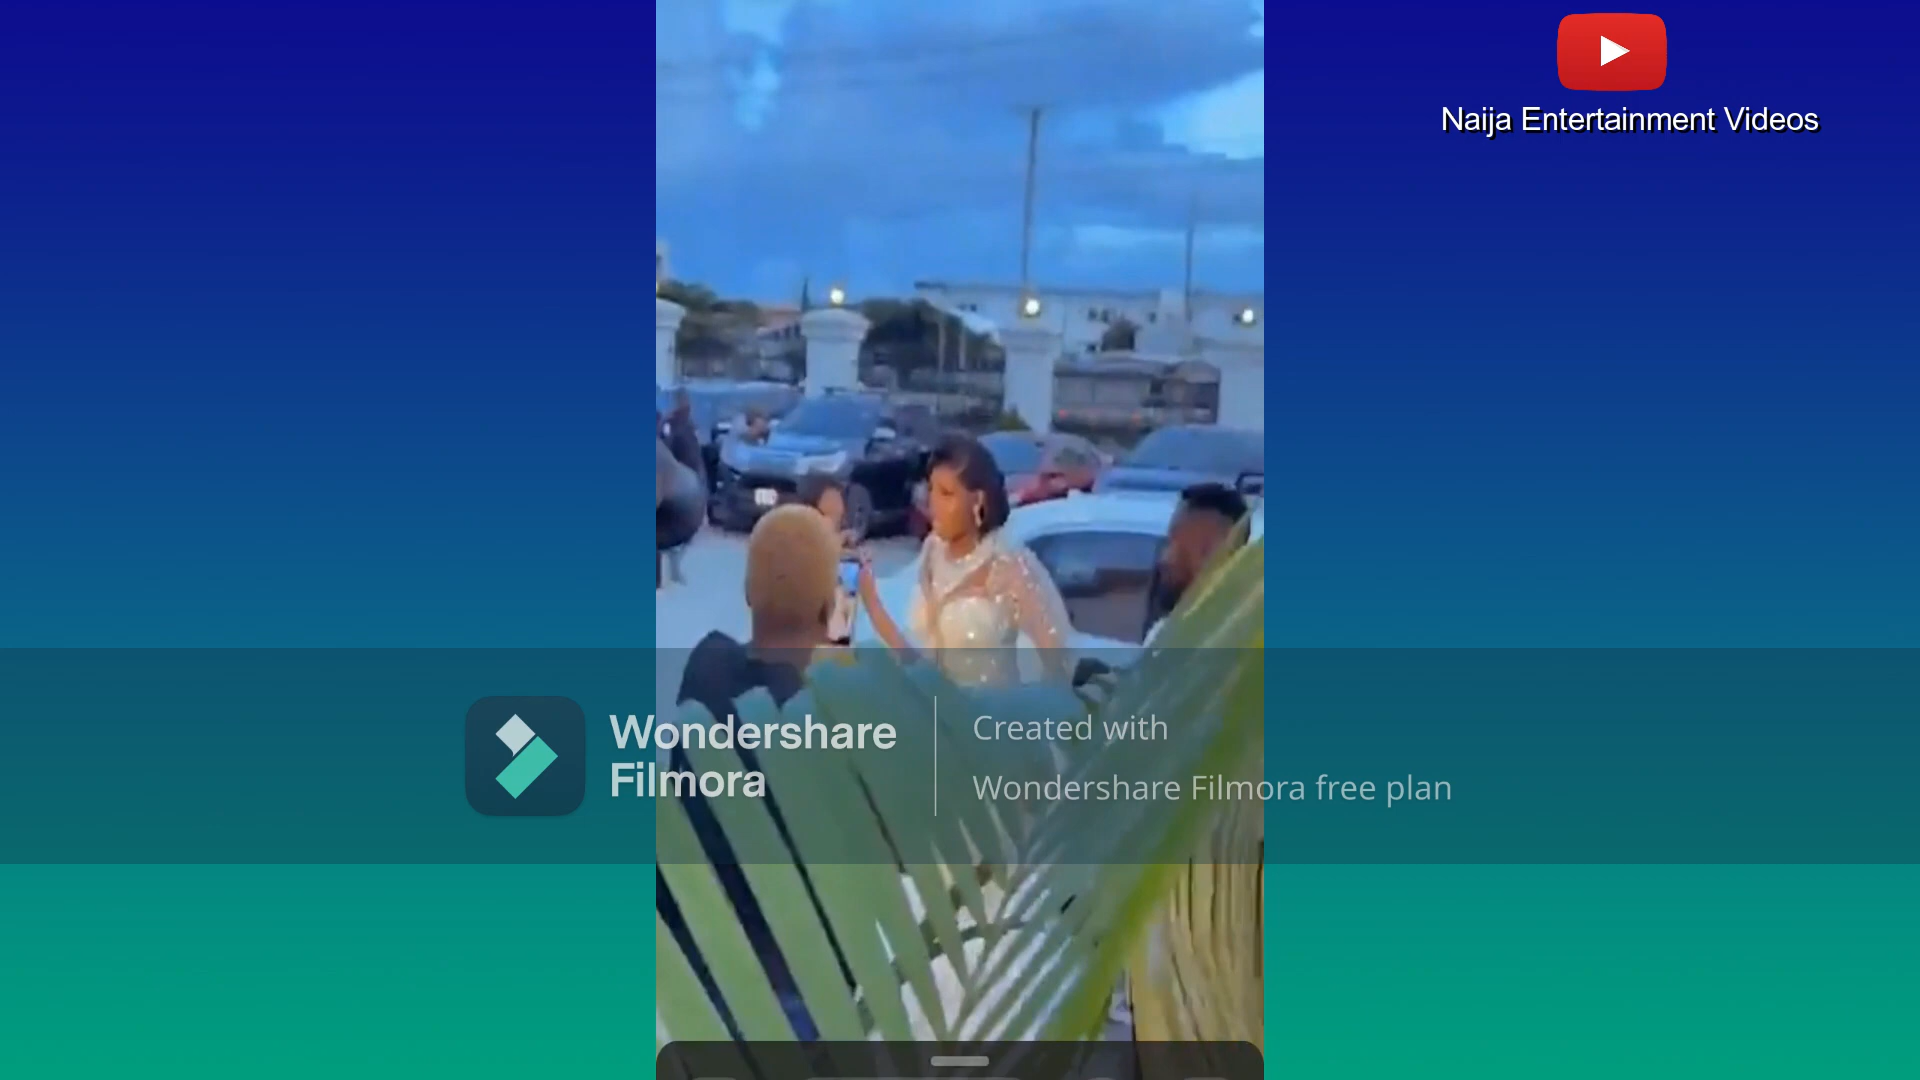 Naija Entertainment Videos
Wondershare
Filmora
Created with
Wondershare Filmora free plan